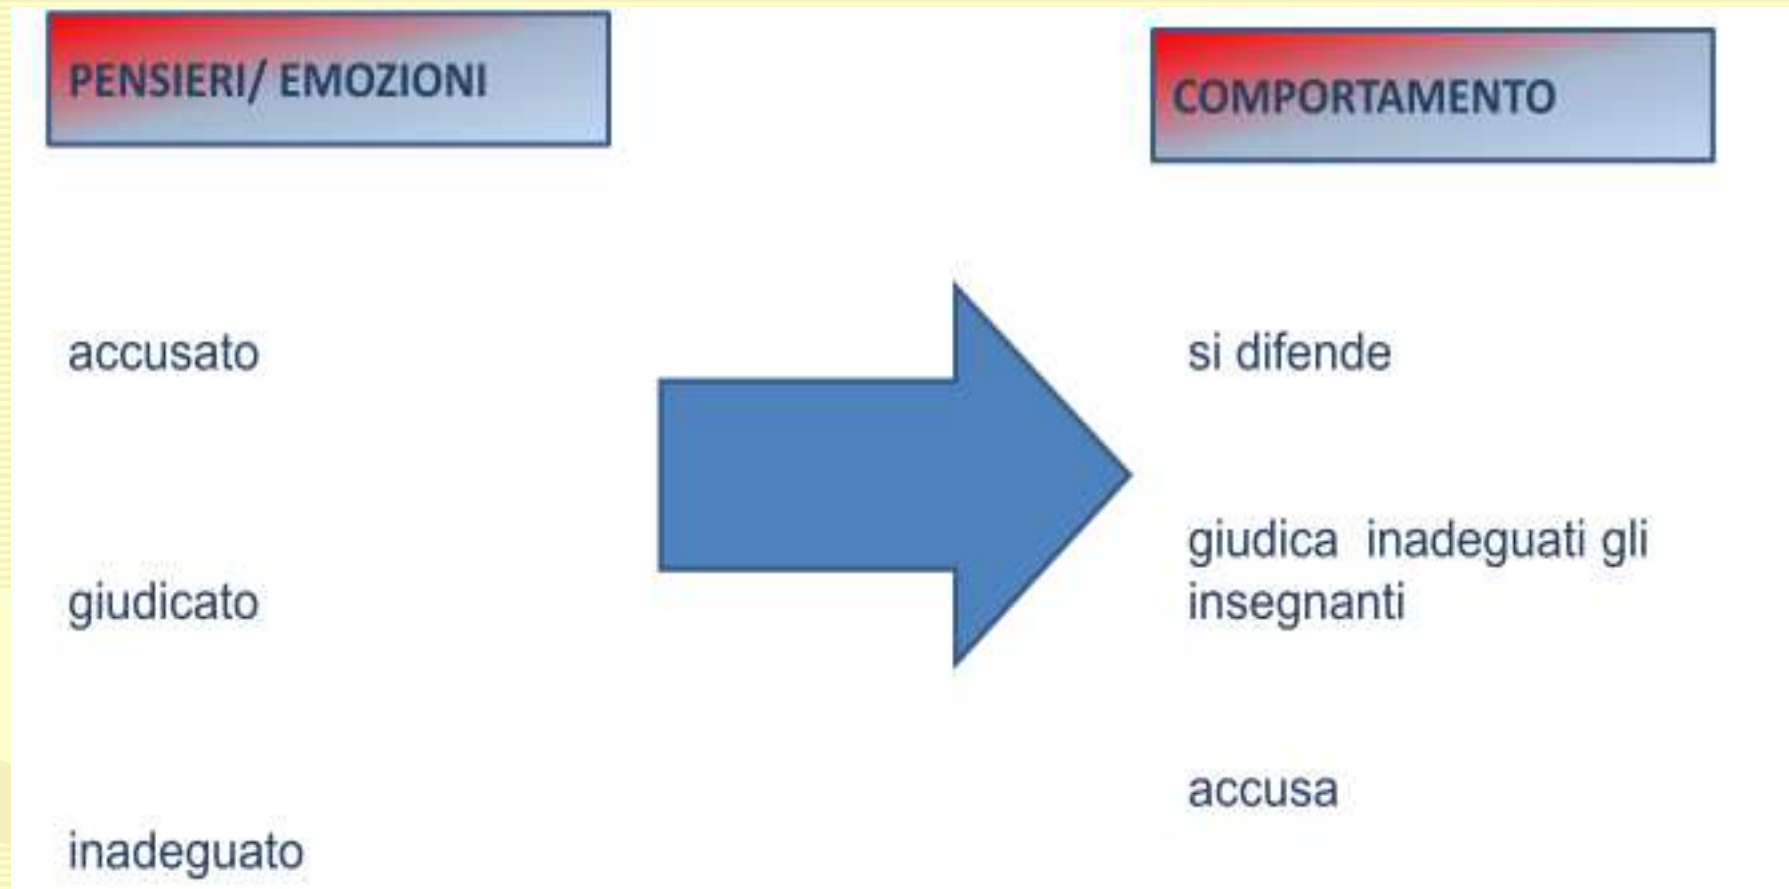 PENSIERI/ EMOZIONI
COMPORTAMENTO
accusato
si difende
giudicato
giudica  inadeguati gli
insegnanti
inadeguato
accusa